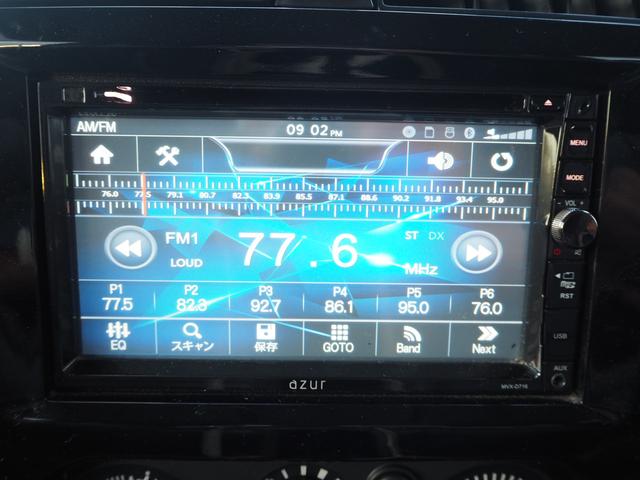 AM/FM
09 02 PM
76.0 77.5 79.1 80.7 82.3 83.9 85.5 87.1 88.6 90.2 91.8 93.4 95.0
FM1
LOUD
77.6
ST DX
MHz
P1 P2 P3 P4 P5 P6
77.5 82.3 92.7 86.1 95.0 76.0
EQ スキャン 保存 GOTO Band Next
azur
MVX-D716
MENU
MODE
- VOL +
RST
USB
AUX